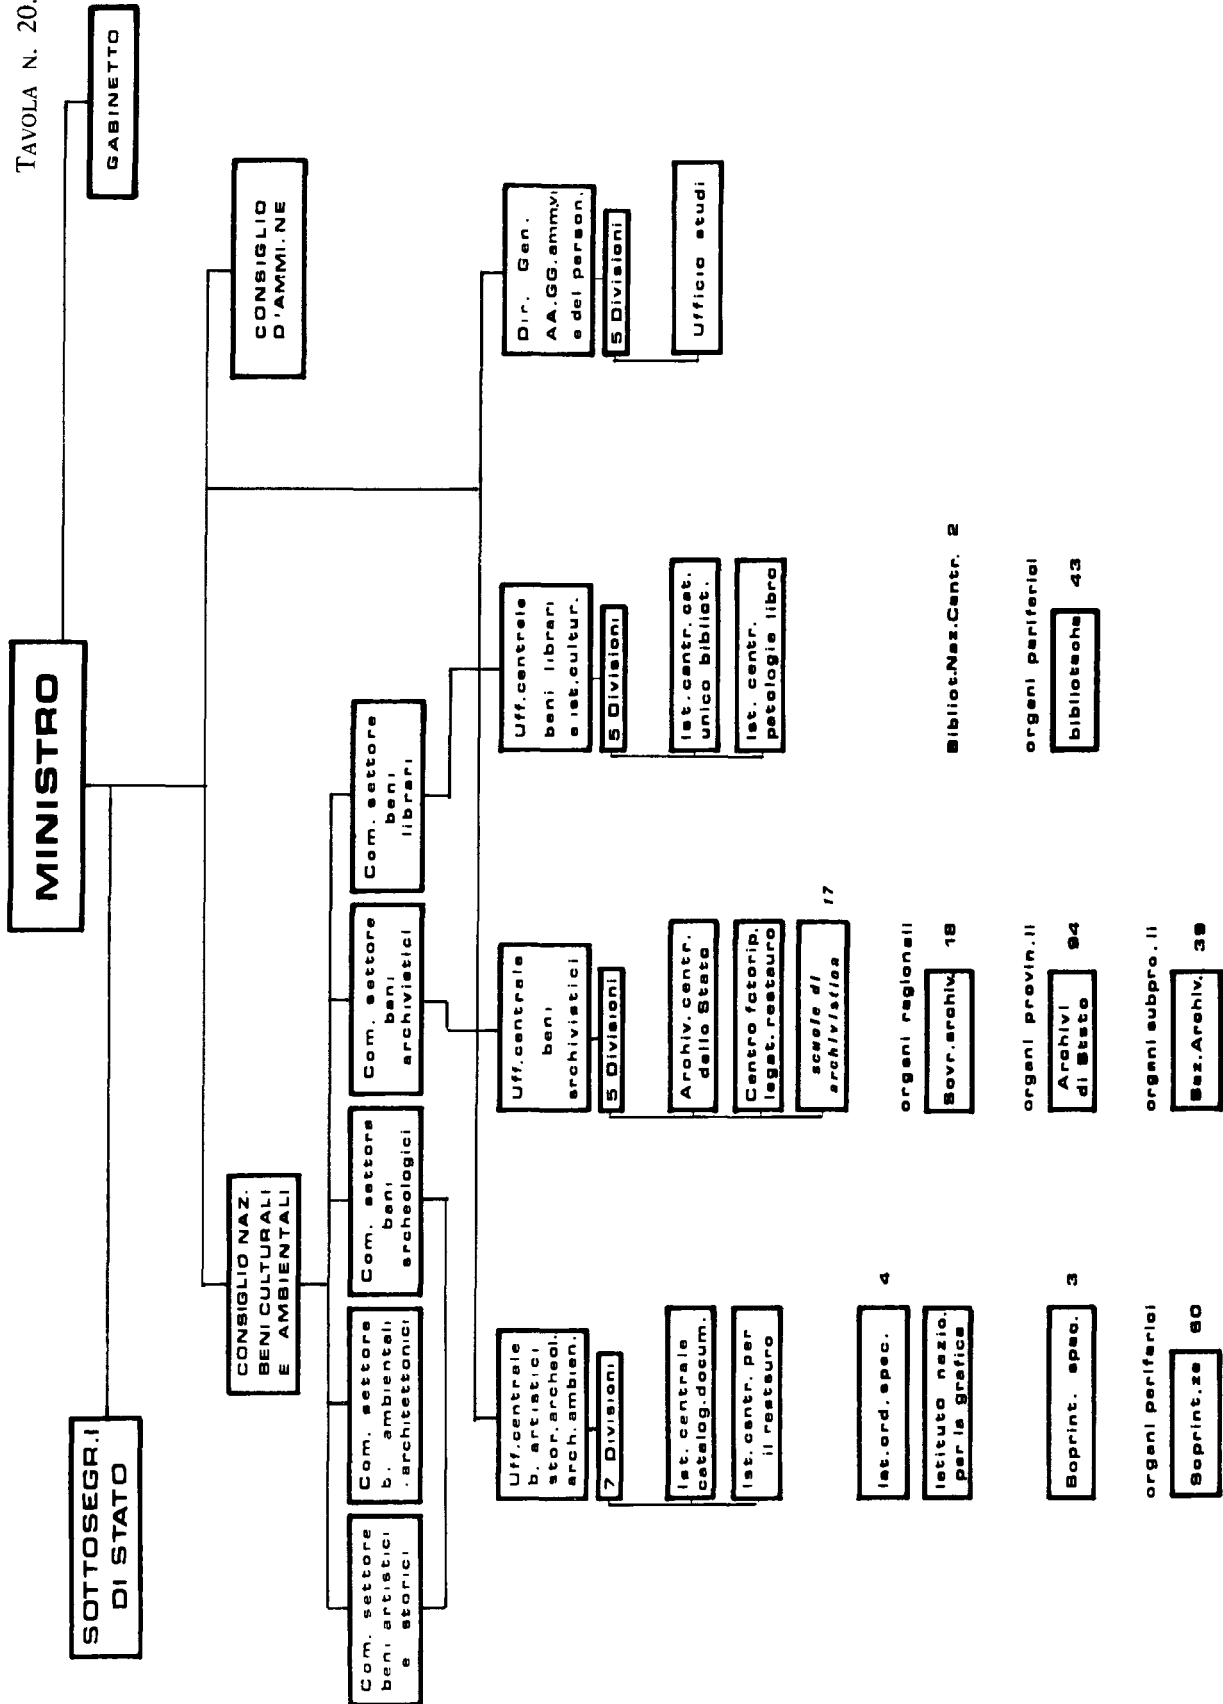 TAVOLA N. 20.
MINISTRO
GABINETTO
SOTTOSEGR.I
DI STATO
CONSIGLIO NAZ.
BENI CULTURALI
E AMBIENTALI
CONSIGLIO
D'AMMI.NE
Com. settore
beni artistici
e storici
Com. settore
b. ambientali
. architettonici
Com. settore
beni
archeologici
Com. settore
beni
archivistici
Com. settore
beni
librari
Uff.centrale
b. artistici
stor.archeol.
arch.ambien.
7 Divisioni
Ist. centrale
catalog.docum.
Ist. centr. per
il restauro
Ist.ord.spec. 4
Istituto nazio.
per la grafica
Soprint. spec. 3
organi periferici
Soprint.ze 60
Uff.centrale
beni
archivistici
5 Divisioni
Archiv. centr.
dello Stato
Centro fotorip.
legat.restauro
scuole di
archivistica 17
organi regionali
Sovr.archiv. 18
organi provin.li
Archivi
di Stato 94
organi subpro.li
Sez.Archiv. 39
Uff.centrale
beni librari
e ist.cultur.
5 Divisioni
Ist.centr.cat.
unico bibliot.
Ist. centr.
patologia libro
Bibliot.Naz.Centr. 2
organi periferici
biblioteche 43
Dir. Gen.
AA.GG.amm.vi
e del person.
5 Divisioni
Ufficio studi